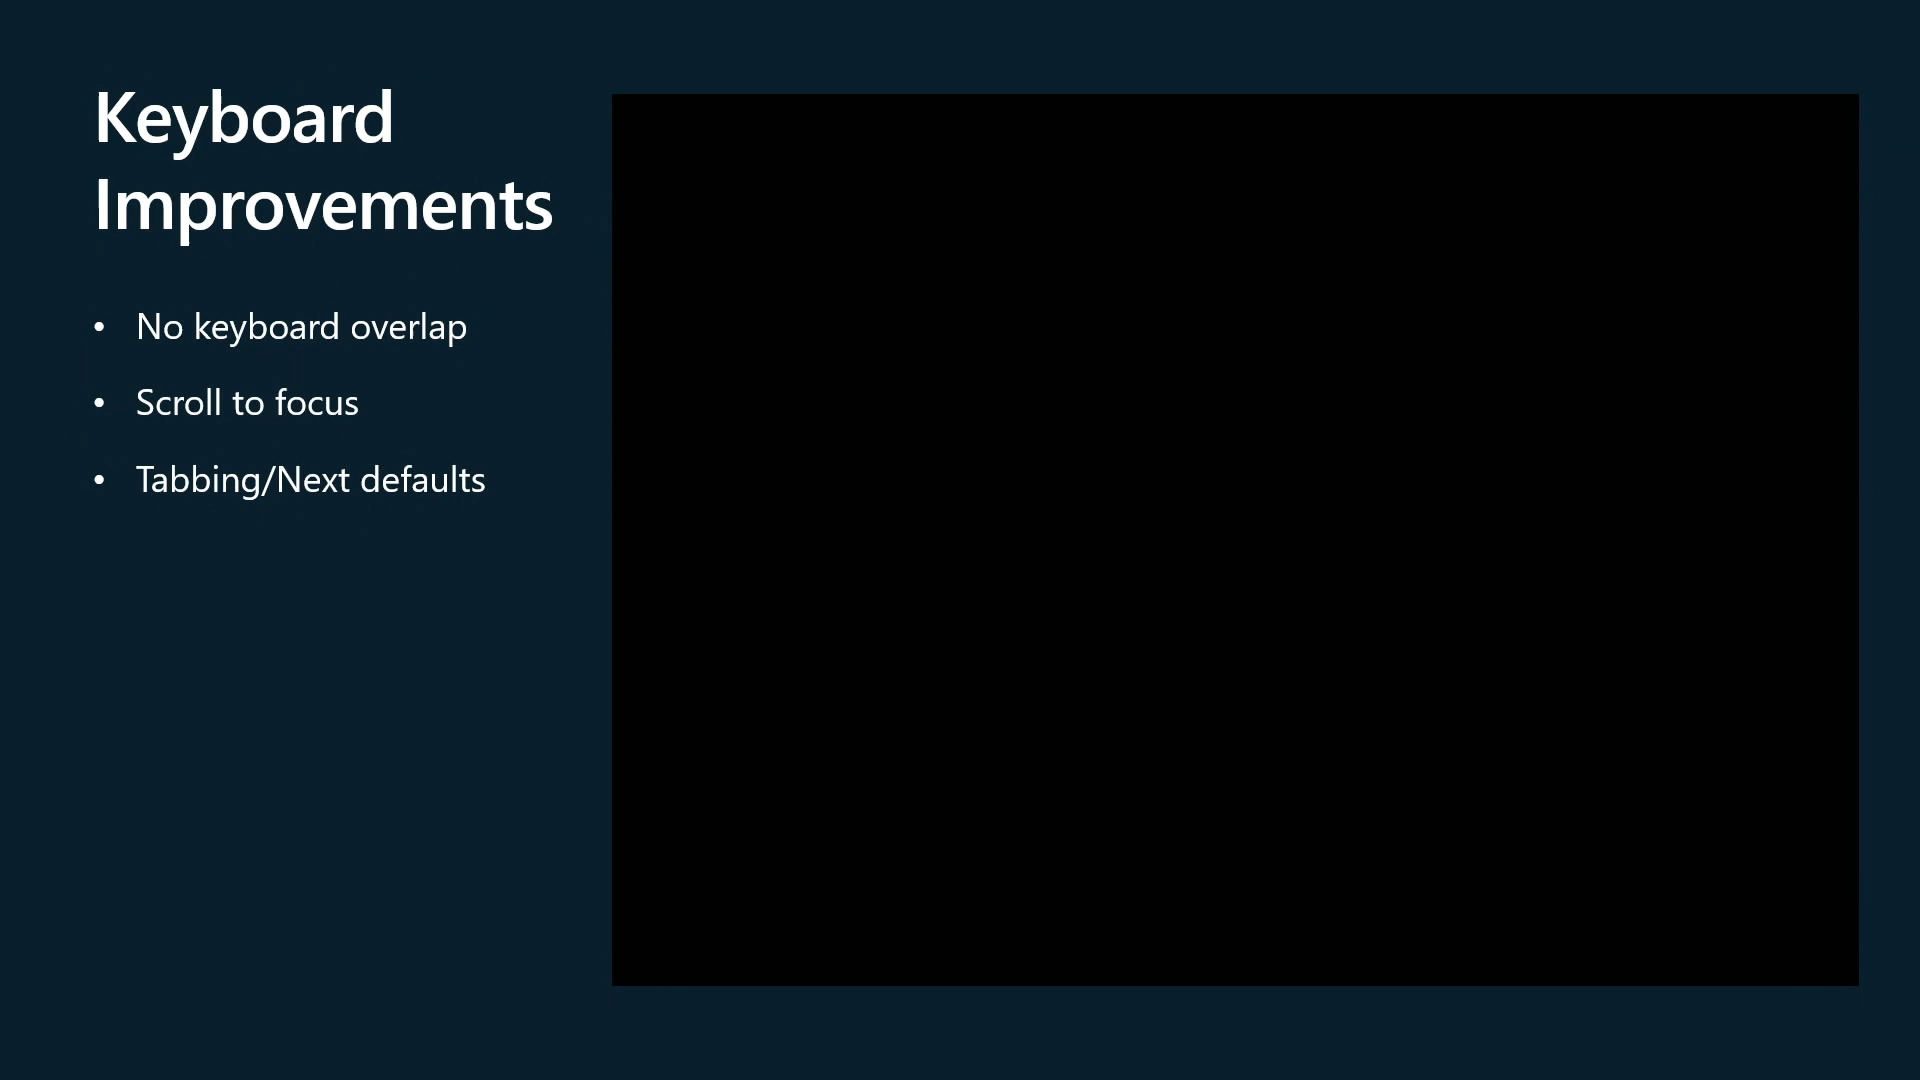 Keyboard
Improvements
• No keyboard overlap
• Scroll to focus
• Tabbing/Next defaults